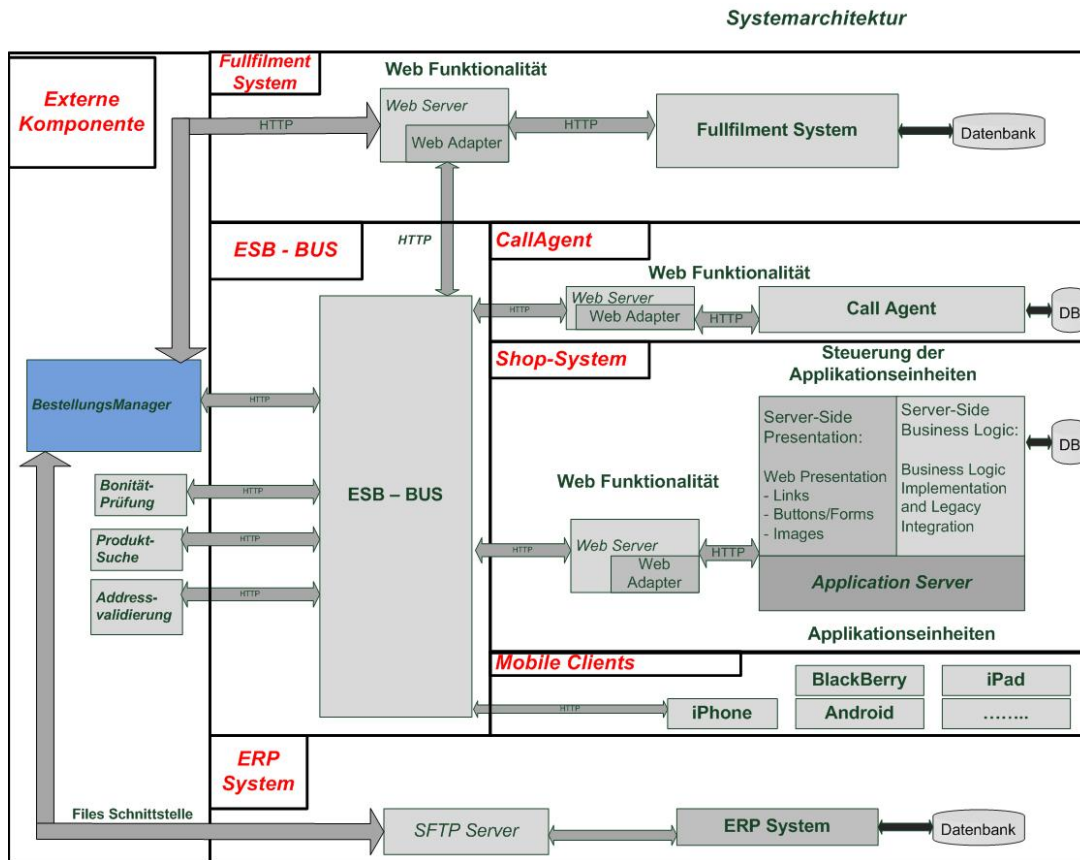 Systemarchitektur
Externe
Komponente
Fullfilment
System
Web Funktionalität
Web Server
Web Adapter
HTTP
HTTP
Fullfilment System
Datenbank
HTTP
ESB - BUS
CallAgent
Web Funktionalität
Web Server
Web Adapter
HTTP
HTTP
Call Agent
DB
Shop-System
Steuerung der
Applikationseinheiten
BestellungsManager
HTTP
Server-Side
Presentation:
Web Presentation
- Links
- Buttons/Forms
- Images
Server-Side
Business Logic:
Business Logic
Implementation
and Legacy
Integration
DB
Web Funktionalität
ESB – BUS
Bonität-
Prüfung
HTTP
Produkt-
Suche
HTTP
Address-
validierung
HTTP
HTTP
Web Server
Web
Adapter
HTTP
Application Server
Applikationseinheiten
Mobile Clients
HTTP
iPhone
BlackBerry
iPad
Android
……..
ERP
System
Files Schnittstelle
SFTP Server
ERP System
Datenbank